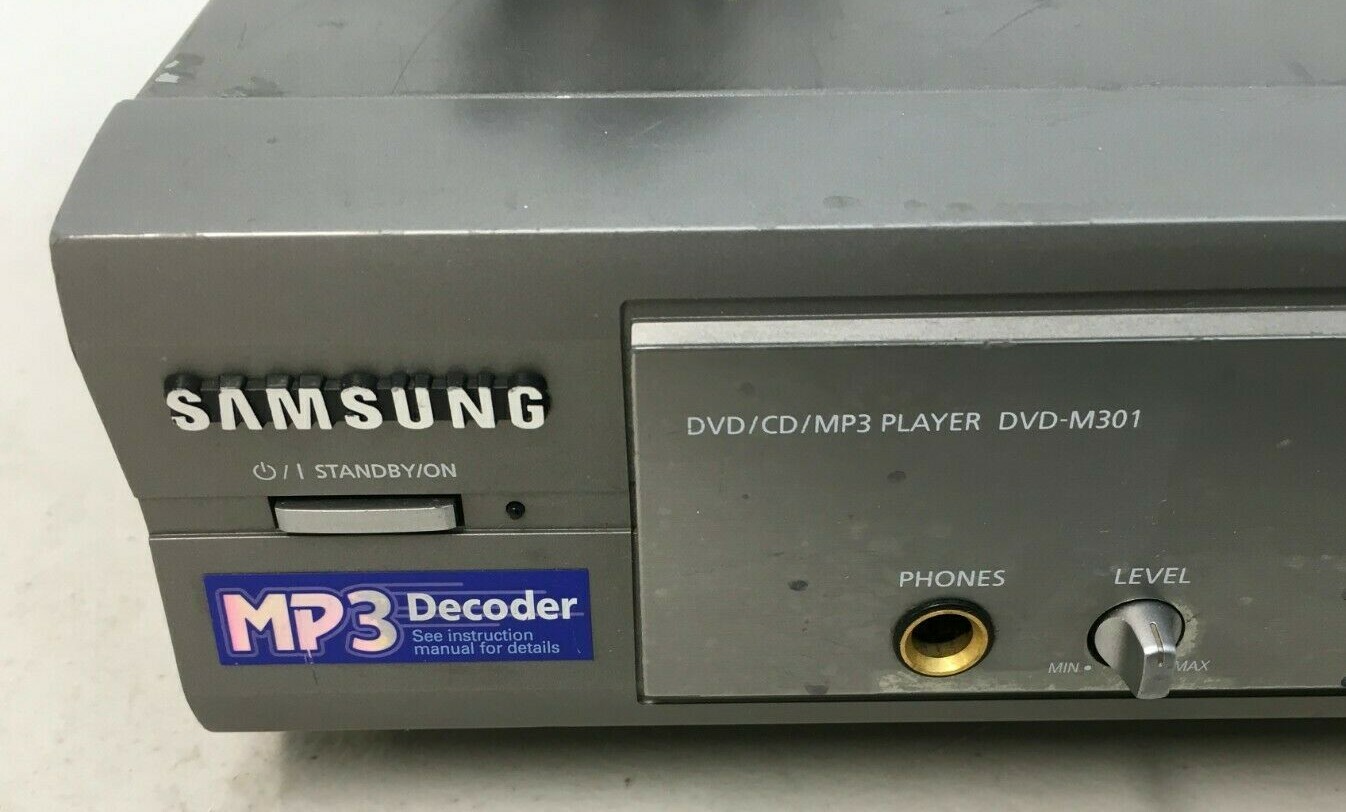 SAMSUNG
⏻/I STANDBY/ON
DVD/CD/MP3 PLAYER DVD-M301
MP3 Decoder
See instruction
manual for details
PHONES
LEVEL
MIN
MAX